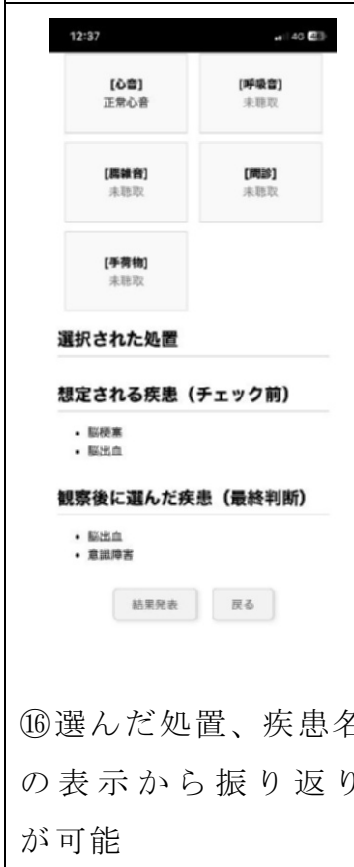 12:37
4G
[心音]
正常心音
[呼吸音]
未聴取
[腸雑音]
未聴取
[問診]
未聴取
[手荷物]
未聴取
選択された処置
想定される疾患（チェック前）
• 脳梗塞
• 脳出血
観察後に選んだ疾患（最終判断）
• 脳出血
• 意識障害
結果発表
戻る
⑯選んだ処置、疾患名
の表示から振り返り
が可能